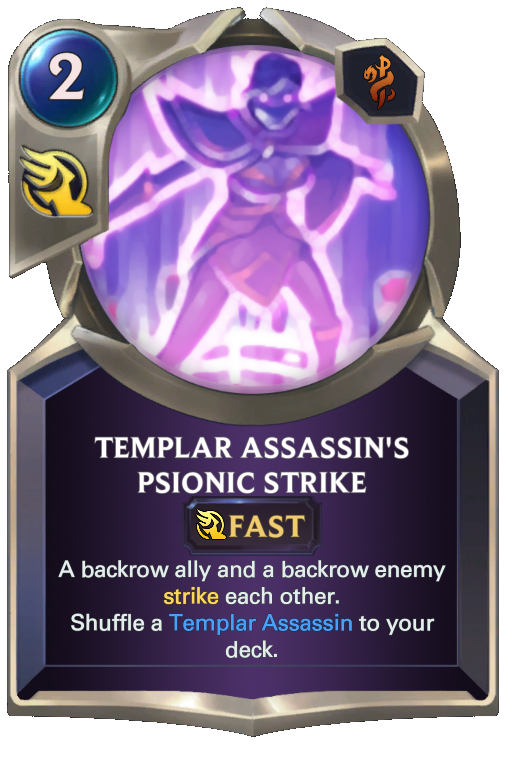 2
TEMPLAR ASSASSIN'S
PSIONIC STRIKE
FAST
A backrow ally and a backrow enemy
strike each other.
Shuffle a Templar Assassin to your
deck.